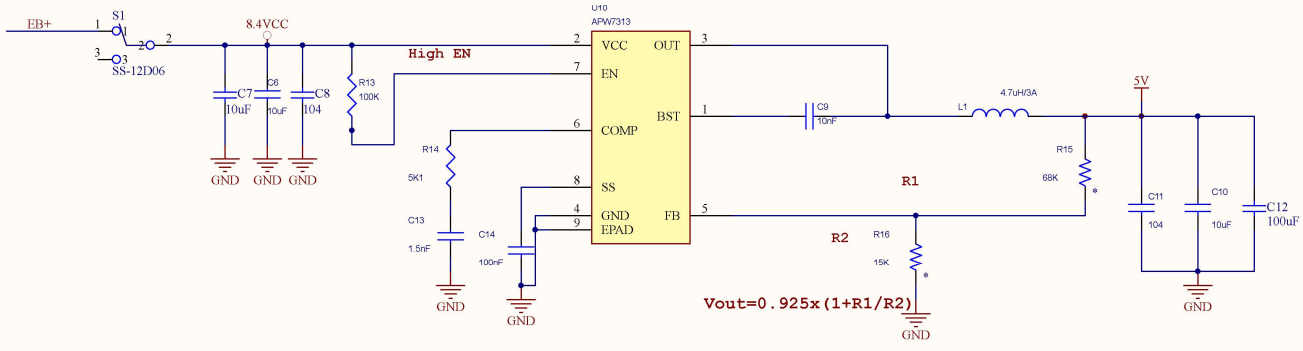 U10
APW7313
S1
EB+
1
1
2
2
3
3
SS-12D06
8.4VCC
High EN
2
VCC
OUT
3
7
EN
R13
100K
C7
10uF
C6
10uF
C8
104
1
BST
C9
10nF
L1
4.7uH/3A
5V
6
COMP
R14
5K1
R15
68K
*
GND
GND
GND
8
SS
R1
4
GND
FB
5
9
EPAD
C13
1.5nF
C14
100nF
R2
R16
15K
*
C11
104
C10
10uF
C12
100uF
GND
GND
Vout=0.925x(1+R1/R2)
GND
GND